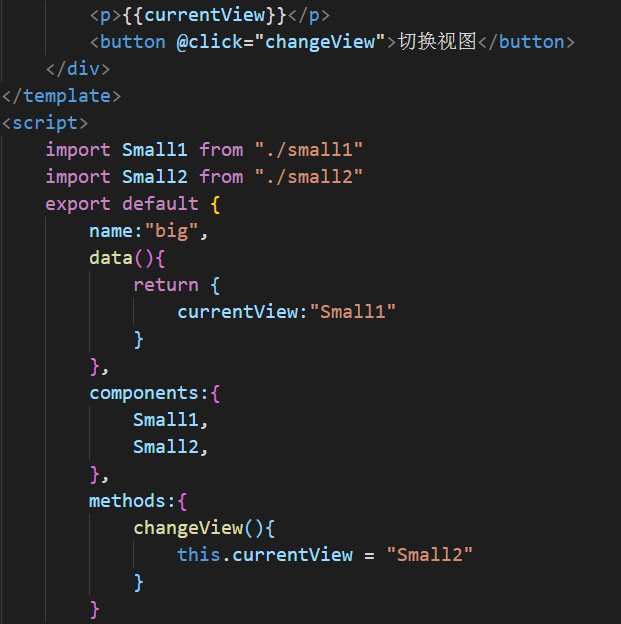 <p>{{currentView}}</p>
<button @click="changeView">切换视图</button>
</div>
</template>
<script>
import Small1 from "./small1"
import Small2 from "./small2"
export default {
name:"big",
data(){
return {
currentView:"Small1"
}
},
components:{
Small1,
Small2,
},
methods:{
changeView(){
this.currentView = "Small2"
}
}